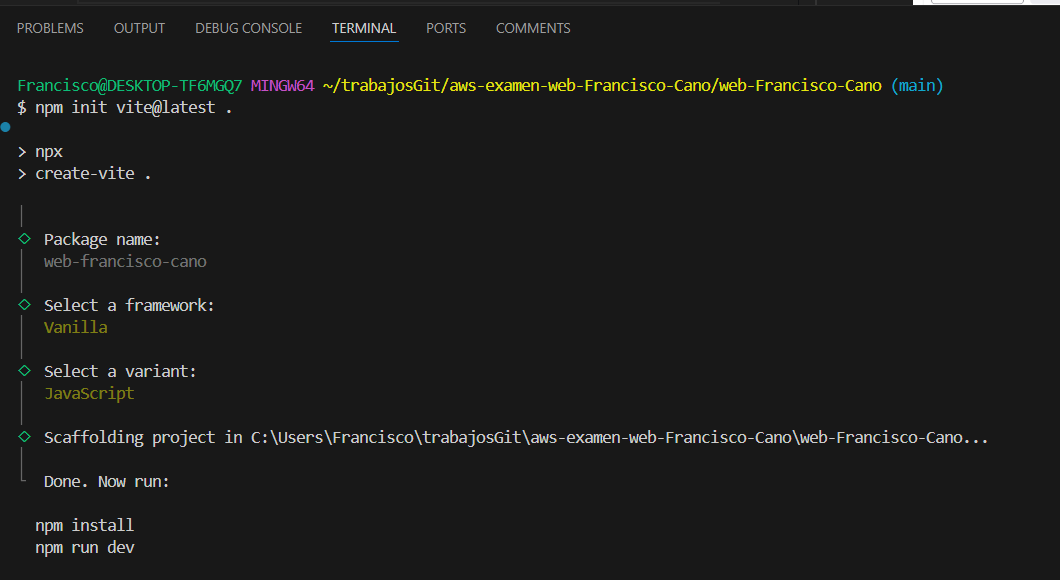 PROBLEMS OUTPUT DEBUG CONSOLE TERMINAL PORTS COMMENTS
Francisco@DESKTOP-TF6MGQ7 MINGW64 ~/trabajosGit/aws-examen-web-Francisco-Cano/web-Francisco-Cano (main)
$ npm init vite@latest .
> npx
> create-vite .
Package name:
web-francisco-cano
Select a framework:
Vanilla
Select a variant:
JavaScript
Scaffolding project in C:\Users\Francisco\trabajosGit\aws-examen-web-Francisco-Cano\web-Francisco-Cano...
Done. Now run:
npm install
npm run dev